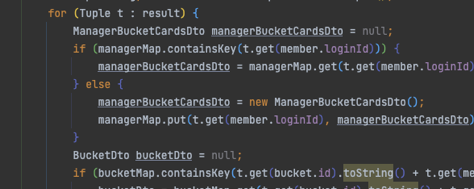 for (Tuple t : result) {
ManagerBucketCardsDto managerBucketCardsDto = null;
if (managerMap.containsKey(t.get(member.loginId))) {
managerBucketCardsDto = managerMap.get(t.get(member.loginId)
} else {
managerBucketCardsDto = new ManagerBucketCardsDto();
managerMap.put(t.get(member.loginId), managerBucketCardsDto)
}
BucketDto bucketDto = null;
if (bucketMap.containsKey(t.get(bucket.id).toString() + t.get(me